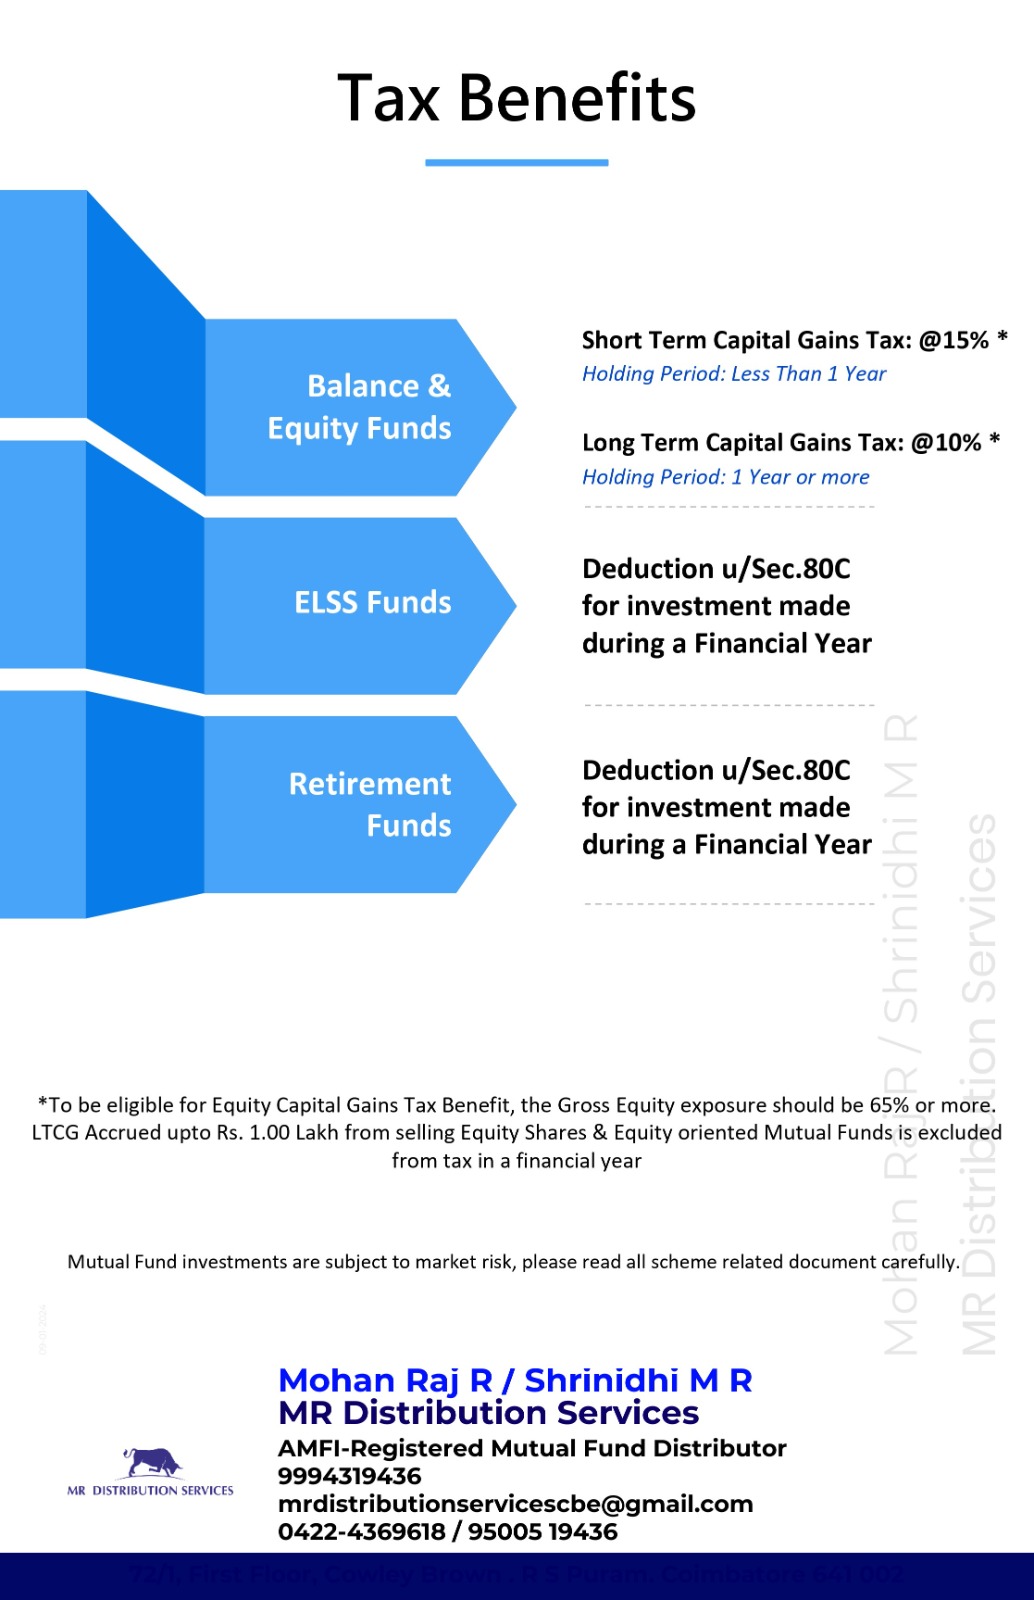 Tax Benefits
Balance &
Equity Funds
Short Term Capital Gains Tax: @15% *
Holding Period: Less Than 1 Year
Long Term Capital Gains Tax: @10% *
Holding Period: 1 Year or more
ELSS Funds
Deduction u/Sec.80C
for investment made
during a Financial Year
Retirement
Funds
Deduction u/Sec.80C
for investment made
during a Financial Year
Mohan Raj R / Shrinidhi M R
MR Distribution Services
*To be eligible for Equity Capital Gains Tax Benefit, the Gross Equity exposure should be 65% or more.
LTCG Accrued upto Rs. 1.00 Lakh from selling Equity Shares & Equity oriented Mutual Funds is excluded
from tax in a financial year
Mutual Fund investments are subject to market risk, please read all scheme related document carefully.
09-01-2024
Mohan Raj R / Shrinidhi M R
MR Distribution Services
AMFI-Registered Mutual Fund Distributor
9994319436
mrdistributionservicescbe@gmail.com
0422-4369618 / 95005 19436
MR DISTRIBUTION SERVICES
72/1, First Floor, Cowley Brown . R S Puram. Coimbatore 641 002